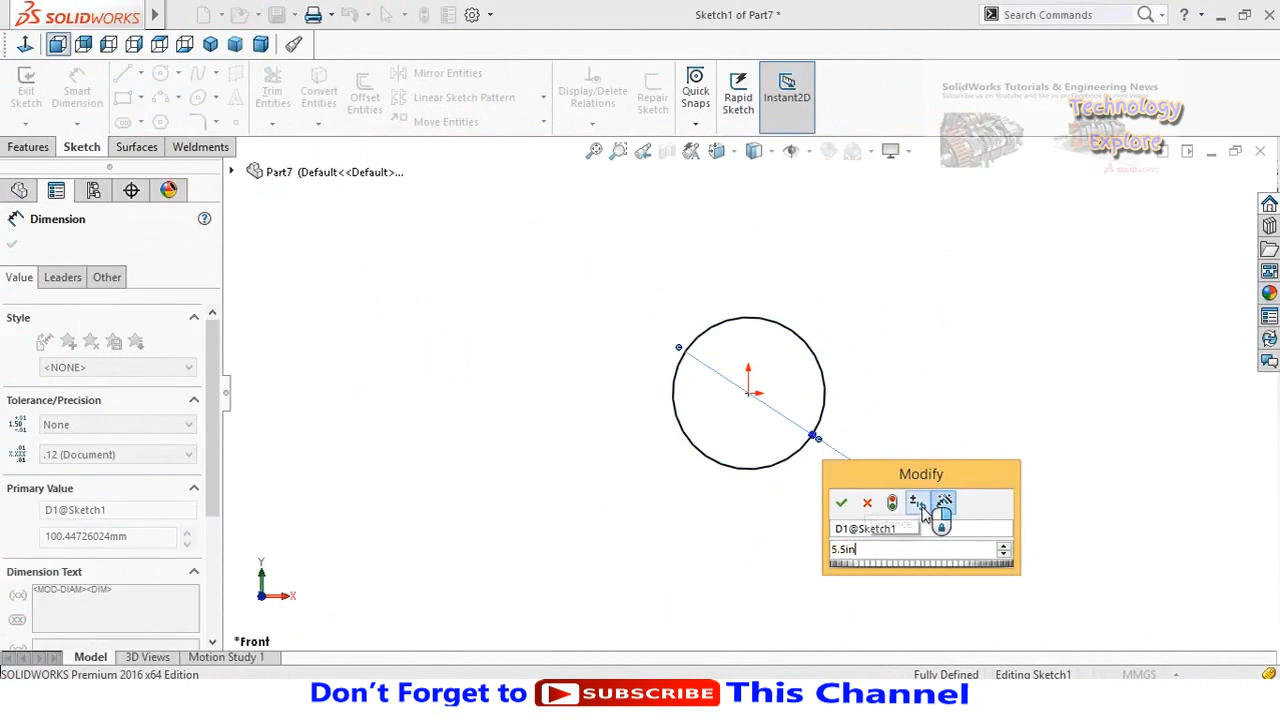 SOLIDWORKS
Sketch1 of Part7 *
Search Commands
?
Exit
Sketch
Smart
Dimension
Trim
Entities
Convert
Entities
Offset
Entities
Mirror Entities
Linear Sketch Pattern
Move Entities
Display/Delete
Relations
Repair
Sketch
Quick
Snaps
Rapid
Sketch
Instant2D
SolidWorks Tutorials & Engineering News
Technology
Explore
SOLIDWORKS
Features
Sketch
Surfaces
Weldments
Part7 (Default<<Default>...
Dimension
?
Value
Leaders
Other
Style
<NONE>
Tolerance/Precision
None
.12 (Document)
Primary Value
D1@Sketch1
100.44726024mm
Dimension Text
<MOD-DIAM><DIM>
Modify
D1@Sketch1
5.5in
Y
X
*Front
Model
3D Views
Motion Study 1
SOLIDWORKS Premium 2016 x64 Edition
Fully Defined
Editing Sketch1
MMGS
Don't Forget to SUBSCRIBE This Channel